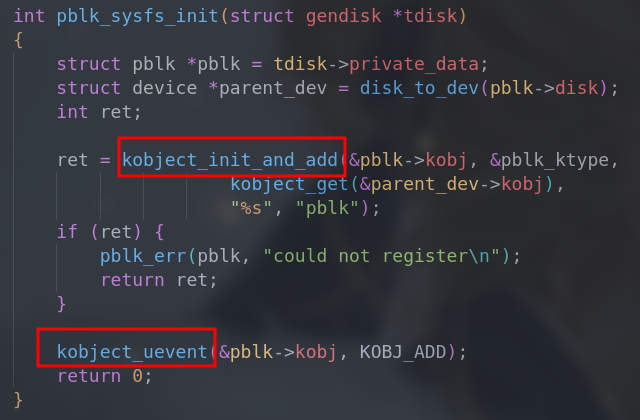 int pblk_sysfs_init(struct gendisk *tdisk)
{
    struct pblk *pblk = tdisk->private_data;
    struct device *parent_dev = disk_to_dev(pblk->disk);
    int ret;

    ret = kobject_init_and_add(&pblk->kobj, &pblk_ktype,
                    kobject_get(&parent_dev->kobj),
                    "%s", "pblk");
    if (ret) {
        pblk_err(pblk, "could not register\n");
        return ret;
    }

    kobject_uevent(&pblk->kobj, KOBJ_ADD);
    return 0;
}